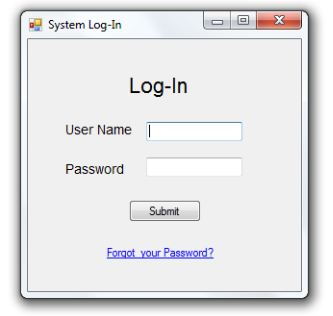 System Log-In
Log-In
User Name
Password
Submit
Forgot your Password?